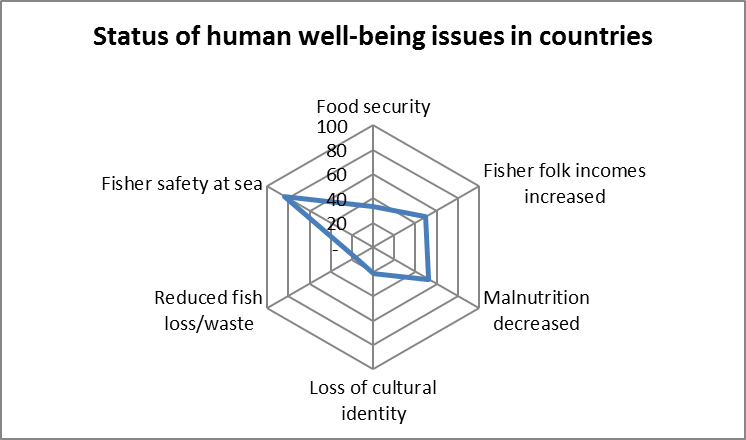 Status of human well-being issues in countries
Food security
100
80
60
40
20
-
Fisher folk incomes
increased
Malnutrition
decreased
Loss of cultural
identity
Reduced fish
loss/waste
Fisher safety at sea